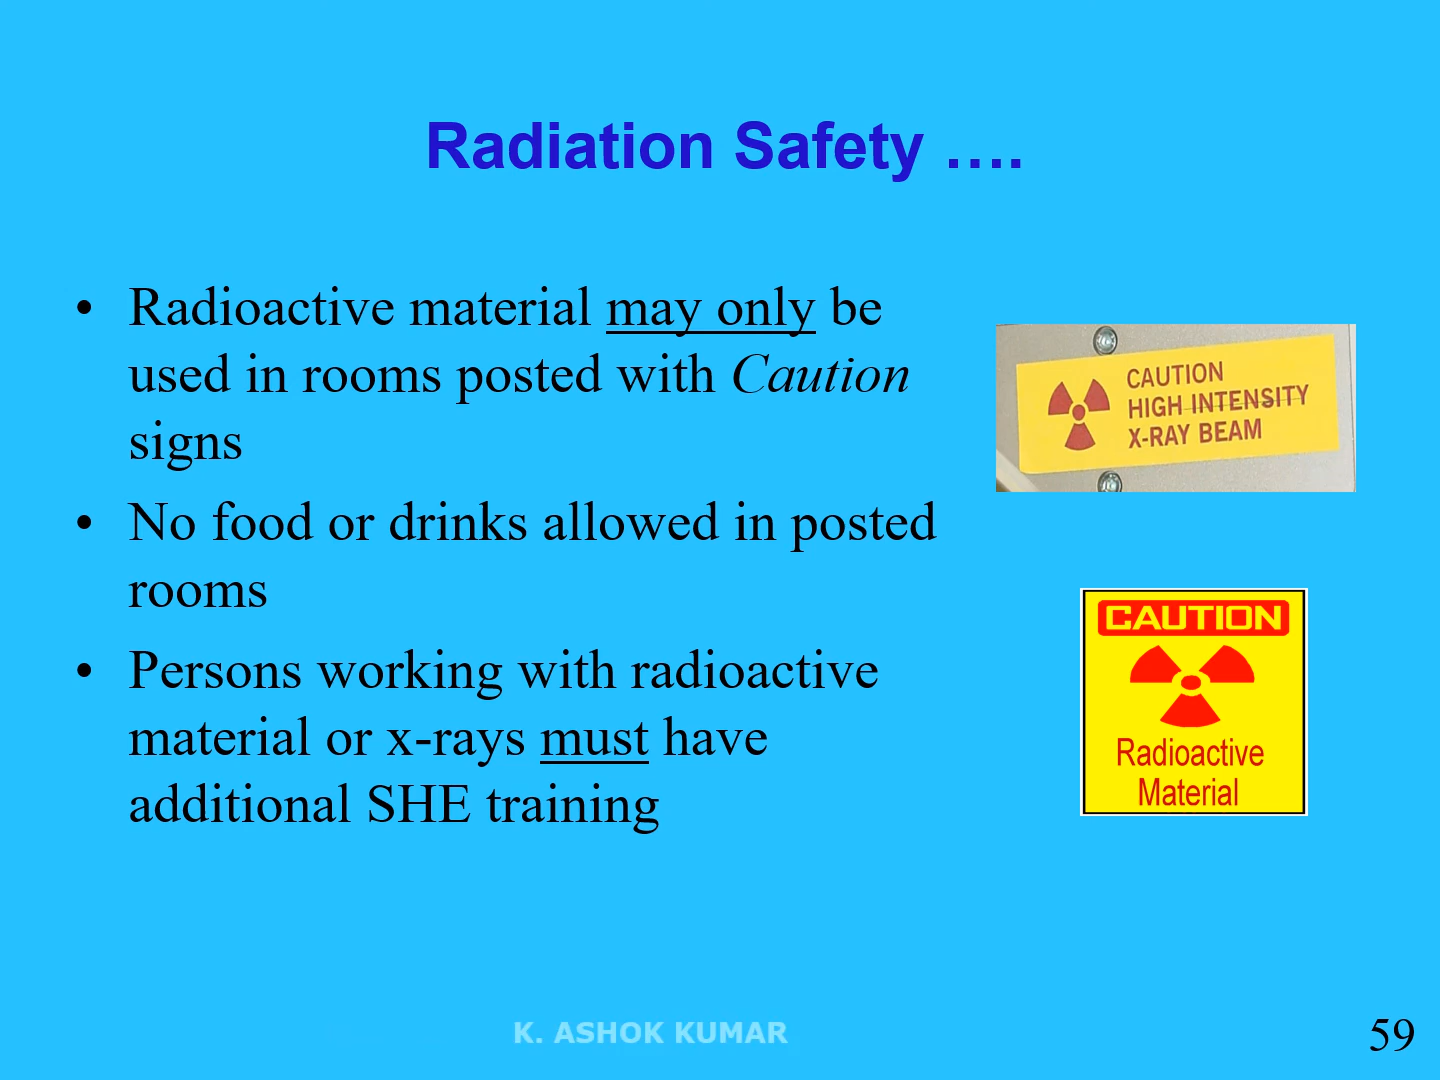 Radiation Safety ….
• Radioactive material may only be
used in rooms posted with Caution
signs
• No food or drinks allowed in posted
rooms
• Persons working with radioactive
material or x-rays must have
additional SHE training
CAUTION
HIGH INTENSITY
X-RAY BEAM
CAUTION
Radioactive
Material
K. ASHOK KUMAR
59